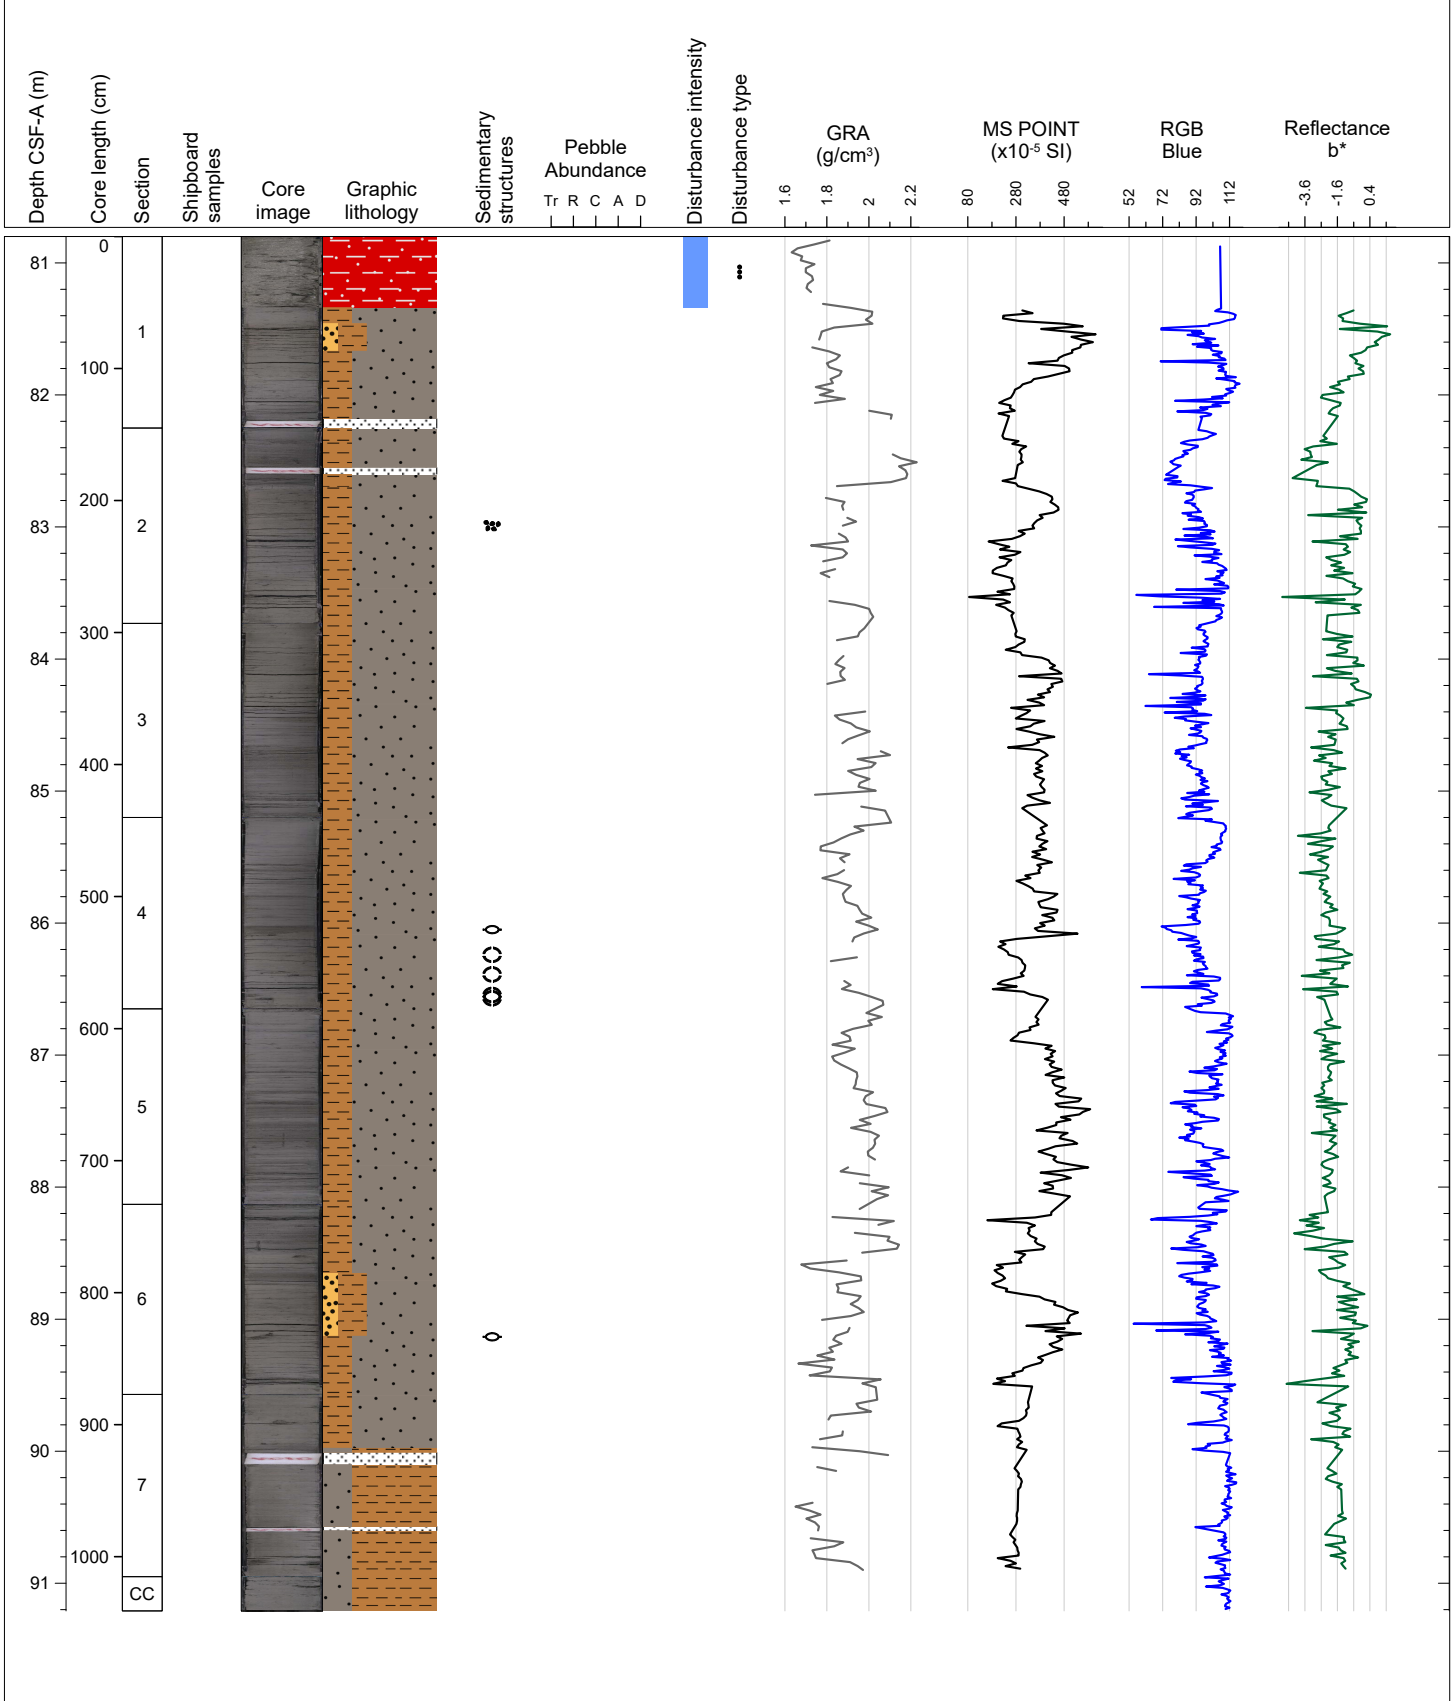 Depth CSF-A (m)
Core length (cm)
Section
Shipboard
samples
Core
image
Graphic
lithology
Sedimentary
structures
Pebble
Abundance
Tr R C A D
Disturbance intensity
Disturbance type
GRA
(g/cm³)
1.6 1.8 2 2.2
MS POINT
(x10⁻⁵ SI)
80 280 480
RGB
Blue
52 72 92 112
Reflectance
b*
-3.6 -1.6 0.4
81
82
83
84
85
86
87
88
89
90
91
0
100
200
300
400
500
600
700
800
900
1000
1
2
3
4
5
6
7
CC